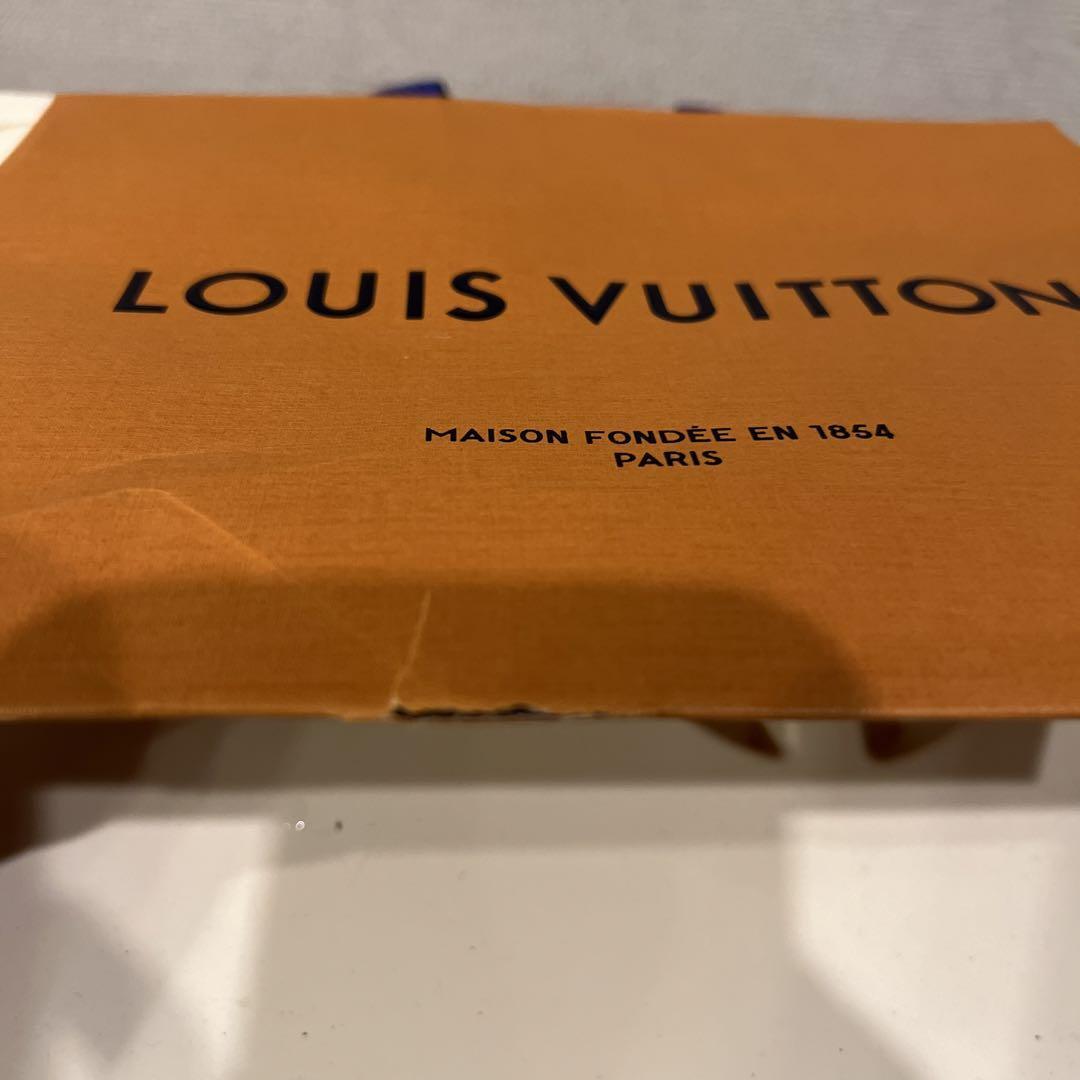 LOUIS VUITTON
MAISON FONDÉE EN 1854
PARIS